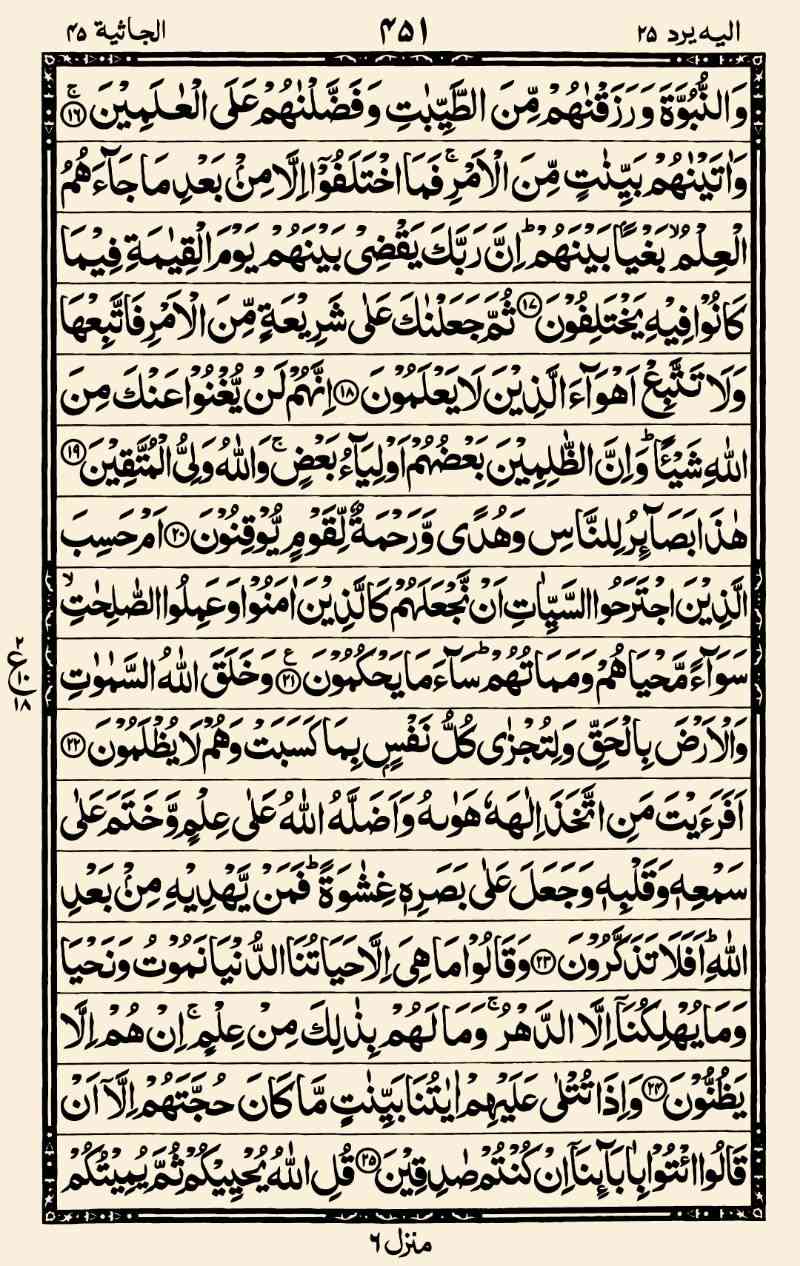 اليه يرد ٢٥
٤٥١
الجاثية ٤٥
وَالنُّبُوَّةَ وَرَزَقْنٰهُمْ مِّنَ الطَّيِّبٰتِ وَفَضَّلْنٰهُمْ عَلَى الْعٰلَمِيْنَ ۚ﴿١٦﴾
وَاٰتَيْنٰهُمْ بَيِّنٰتٍ مِّنَ الْاَمْرِ ۚ فَمَا اخْتَلَفُوْۤا اِلَّا مِنْۢ بَعْدِ مَا جَآءَهُمُ
الْعِلْمُ ۙ بَغْيًاۢ بَيْنَهُمْ ؕ اِنَّ رَبَّكَ يَقْضِيْ بَيْنَهُمْ يَوْمَ الْقِيٰمَةِ فِيْمَا
كَانُوْا فِيْهِ يَخْتَلِفُوْنَ ﴿١٧﴾ ثُمَّ جَعَلْنٰكَ عَلٰى شَرِيْعَةٍ مِّنَ الْاَمْرِ فَاتَّبِعْهَا
وَلَا تَتَّبِعْ اَهْوَآءَ الَّذِيْنَ لَا يَعْلَمُوْنَ ﴿١٨﴾ اِنَّهُمْ لَنْ يُّغْنُوْا عَنْكَ مِنَ
اللّٰهِ شَيْـًٔا ؕ وَاِنَّ الظّٰلِمِيْنَ بَعْضُهُمْ اَوْلِيَآءُ بَعْضٍ ۚ وَاللّٰهُ وَلِيُّ الْمُتَّقِيْنَ ﴿١٩﴾
هٰذَا بَصَآئِرُ لِلنَّاسِ وَهُدًى وَّرَحْمَةٌ لِّقَوْمٍ يُّوْقِنُوْنَ ﴿٢٠﴾ اَمْ حَسِبَ
الَّذِيْنَ اجْتَرَحُوا السَّيِّاٰتِ اَنْ نَّجْعَلَهُمْ كَالَّذِيْنَ اٰمَنُوْا وَعَمِلُوا الصّٰلِحٰتِ ۙ
سَوَآءً مَّحْيَاهُمْ وَمَمَاتُهُمْ ؕ سَآءَ مَا يَحْكُمُوْنَ ﴿٢١﴾ؑ وَخَلَقَ اللّٰهُ السَّمٰوٰتِ
٢
ع
١٠
١٨
وَالْاَرْضَ بِالْحَقِّ وَلِتُجْزٰى كُلُّ نَفْسٍۭ بِمَا كَسَبَتْ وَهُمْ لَا يُظْلَمُوْنَ ﴿٢٢﴾
اَفَرَءَيْتَ مَنِ اتَّخَذَ اِلٰهَهٗ هَوٰىهُ وَاَضَلَّهُ اللّٰهُ عَلٰى عِلْمٍ وَّخَتَمَ عَلٰى
سَمْعِهٖ وَقَلْبِهٖ وَجَعَلَ عَلٰى بَصَرِهٖ غِشٰوَةً ؕ فَمَنْ يَّهْدِيْهِ مِنْۢ بَعْدِ
اللّٰهِ ؕ اَفَلَا تَذَكَّرُوْنَ ﴿٢٣﴾ وَقَالُوْا مَا هِيَ اِلَّا حَيَاتُنَا الدُّنْيَا نَمُوْتُ وَنَحْيَا
وَمَا يُهْلِكُنَاۤ اِلَّا الدَّهْرُ ۚ وَمَا لَهُمْ بِذٰلِكَ مِنْ عِلْمٍ ۚ اِنْ هُمْ اِلَّا
يَظُنُّوْنَ ﴿٢٤﴾ وَاِذَا تُتْلٰى عَلَيْهِمْ اٰيٰتُنَا بَيِّنٰتٍ مَّا كَانَ حُجَّتَهُمْ اِلَّاۤ اَنْ
قَالُوا ائْتُوْا بِاٰبَآئِنَاۤ اِنْ كُنْتُمْ صٰدِقِيْنَ ﴿٢٥﴾ قُلِ اللّٰهُ يُحْيِيْكُمْ ثُمَّ يُمِيْتُكُمْ
منزل ٦